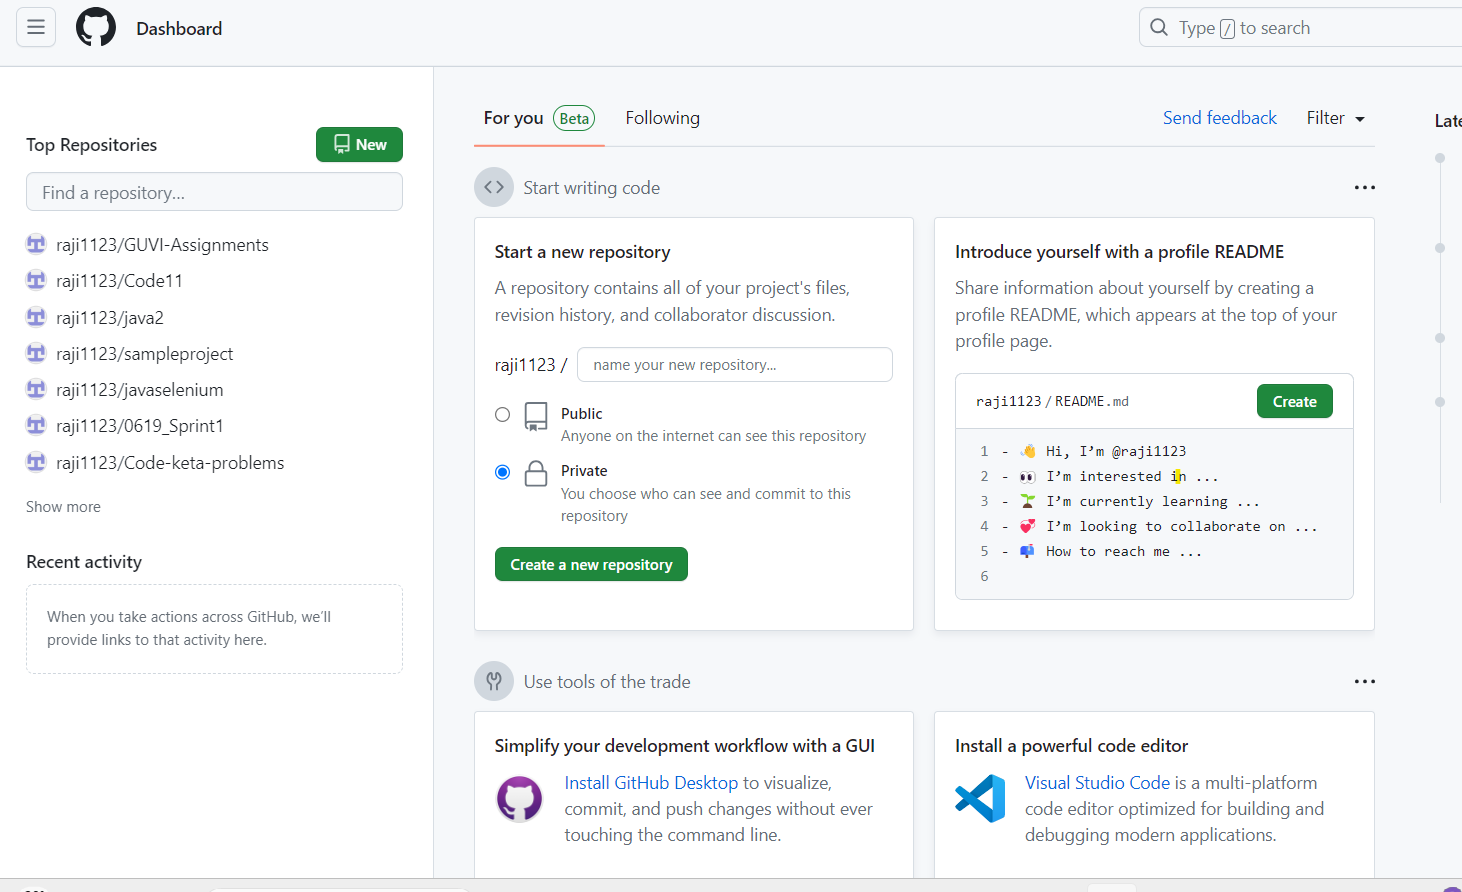 Dashboard
Type / to search
Top Repositories
New
Find a repository...
raji1123/GUVI-Assignments
raji1123/Code11
raji1123/java2
raji1123/sampleproject
raji1123/javaselenium
raji1123/0619_Sprint1
raji1123/Code-keta-problems
Show more
Recent activity
When you take actions across GitHub, we'll
provide links to that activity here.
For you Beta Following
Send feedback Filter
Start writing code
Start a new repository
A repository contains all of your project's files,
revision history, and collaborator discussion.
raji1123 / name your new repository...
Public
Anyone on the internet can see this repository
Private
You choose who can see and commit to this
repository
Create a new repository
Introduce yourself with a profile README
Share information about yourself by creating a
profile README, which appears at the top of your
profile page.
raji1123/README.md Create
1 - 👋 Hi, I’m @raji1123
2 - 👀 I’m interested in ...
3 - 🌱 I’m currently learning ...
4 - 💞️ I’m looking to collaborate on ...
5 - 📫 How to reach me ...
6
Use tools of the trade
Simplify your development workflow with a GUI
Install GitHub Desktop to visualize,
commit, and push changes without ever
touching the command line.
Install a powerful code editor
Visual Studio Code is a multi-platform
code editor optimized for building and
debugging modern applications.
Late